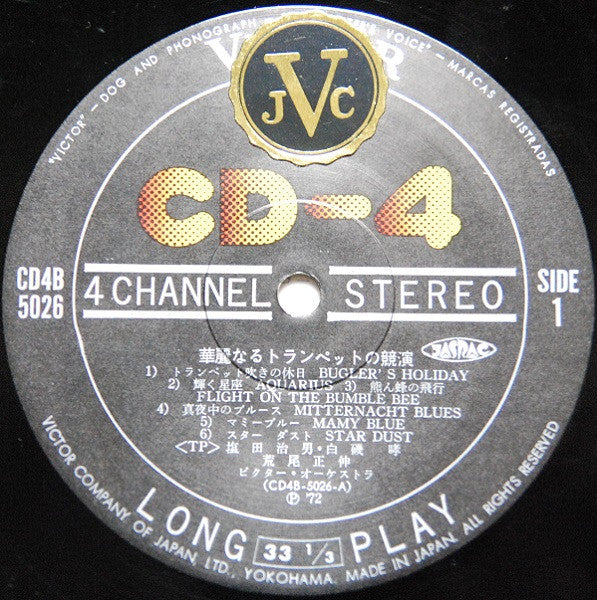 "VICTOR" — DOG AND PHONOGRAPH
VOICE" — MARCAS REGISTRADAS
JVC
CD-4
CD4B
5026
4 CHANNEL STEREO
SIDE
1
華麗なるトランペットの競演
JASRAC
1) トランペット吹きの休日 BUGLER'S HOLIDAY
2) 輝く星座 AQUARIUS 3) 熊ん蜂の飛行
FLIGHT ON THE BUMBLE BEE
4) 真夜中のブルース MITTERNACHT BLUES
5) マミーブルー MAMY BLUE
6) スター ダスト STAR DUST
<TP> 塩田治男・白磯哮
荒尾正伸
ビクター・オーケストラ
(CD4B-5026-A)
Ⓟ '72
LONG 33 1/3 PLAY
VICTOR COMPANY OF JAPAN, LTD., YOKOHAMA. MADE IN JAPAN. ALL RIGHTS RESERVED